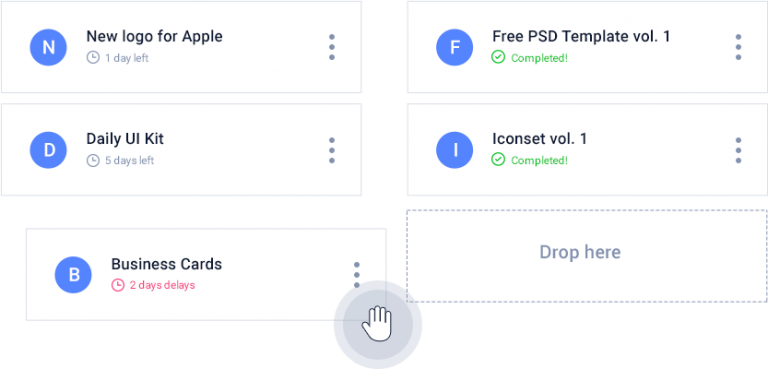 N
New logo for Apple
1 day left
D
Daily UI Kit
5 days left
B
Business Cards
2 days delays
F
Free PSD Template vol. 1
Completed!
I
Iconset vol. 1
Completed!
Drop here